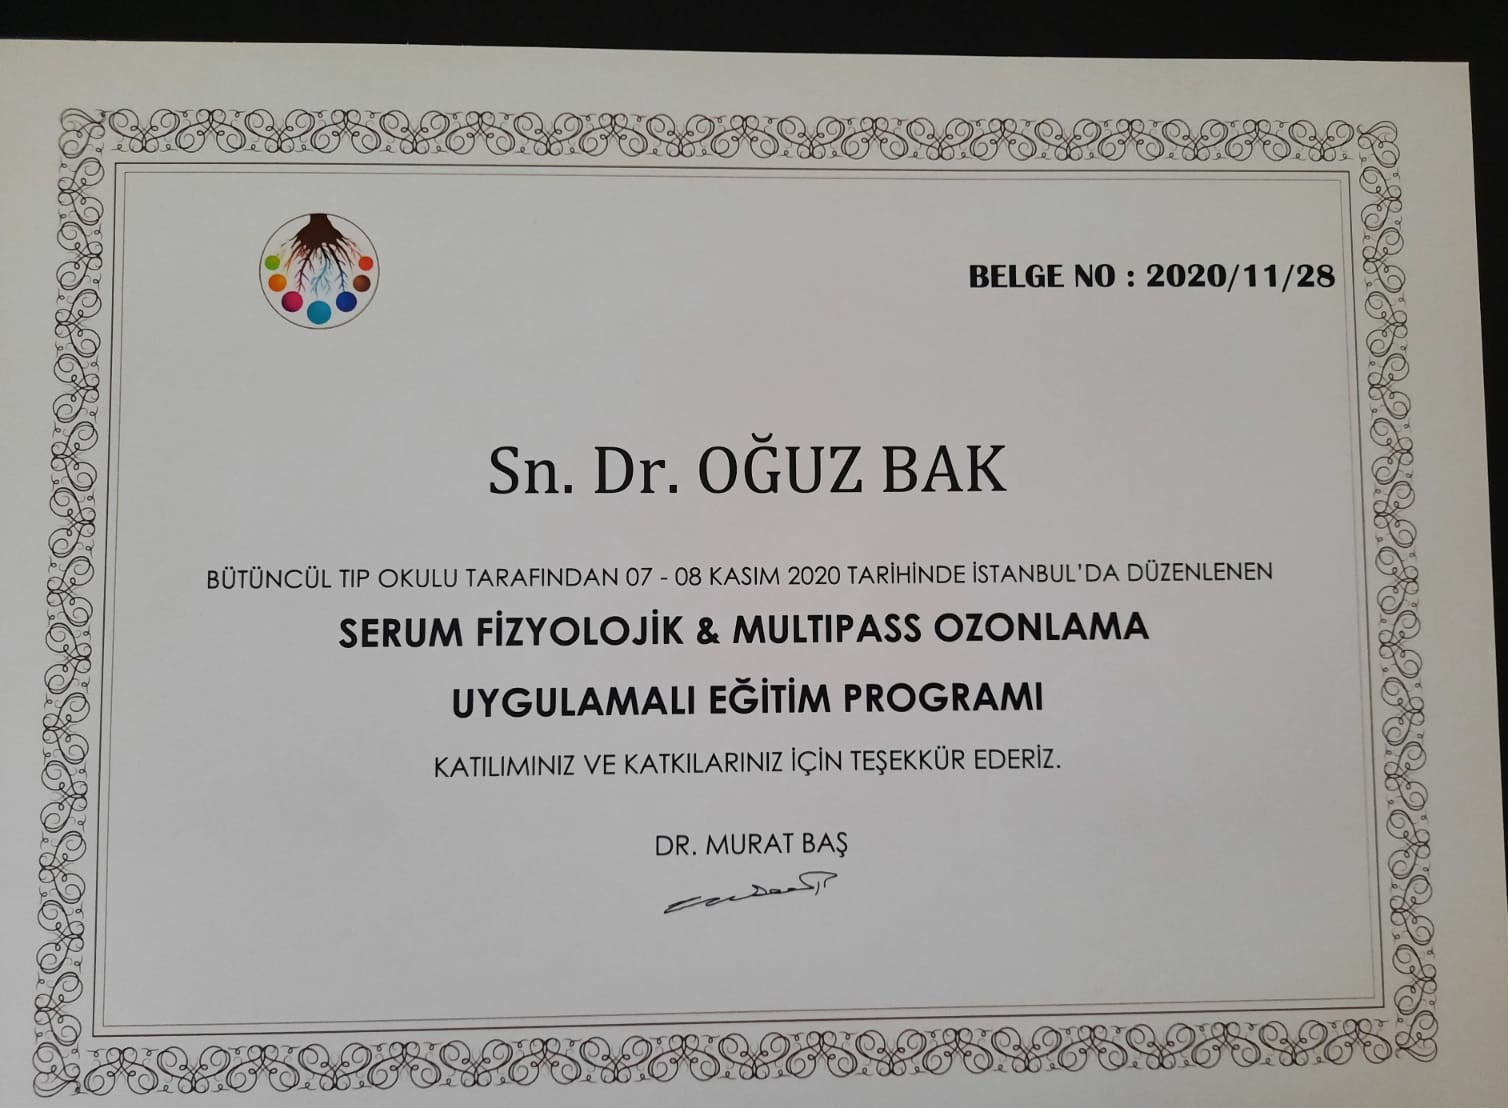 BELGE NO : 2020/11/28
Sn. Dr. OĞUZ BAK
BÜTÜNCÜL TIP OKULU TARAFINDAN 07 - 08 KASIM 2020 TARİHİNDE İSTANBUL'DA DÜZENLENEN
SERUM FİZYOLOJİK & MULTIPASS OZONLAMA
UYGULAMALI EĞİTİM PROGRAMI
KATILIMINIZ VE KATKILARINIZ İÇİN TEŞEKKÜR EDERİZ.
DR. MURAT BAŞ